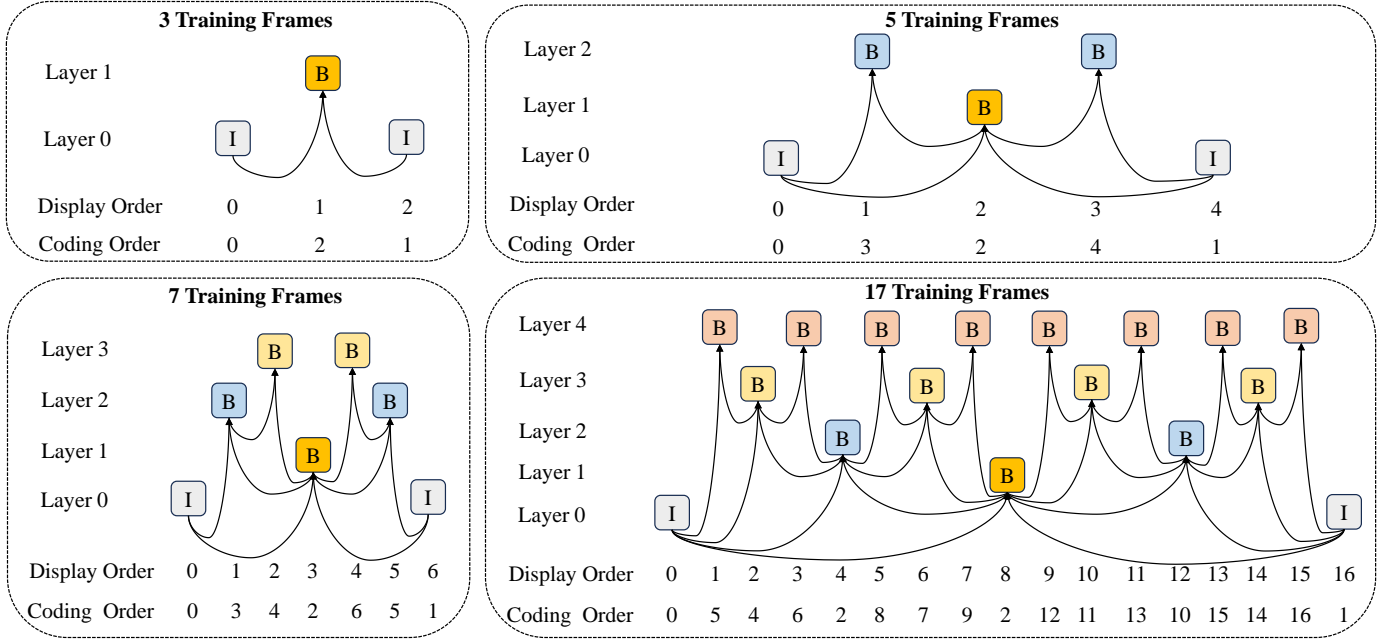 3 Training Frames
Layer 1 B
Layer 0 I I
Display Order 0 1 2
Coding Order 0 2 1
5 Training Frames
Layer 2 B B
Layer 1 B
Layer 0 I I
Display Order 0 1 2 3 4
Coding Order 0 3 2 4 1
7 Training Frames
Layer 3 B B
Layer 2 B B
Layer 1 B
Layer 0 I I
Display Order 0 1 2 3 4 5 6
Coding Order 0 3 4 2 6 5 1
17 Training Frames
Layer 4 B B B B B B B B
Layer 3 B B B B
Layer 2 B B
Layer 1 B
Layer 0 I I
Display Order 0 1 2 3 4 5 6 7 8 9 10 11 12 13 14 15 16
Coding Order 0 5 4 6 2 8 7 9 2 12 11 13 10 15 14 16 1